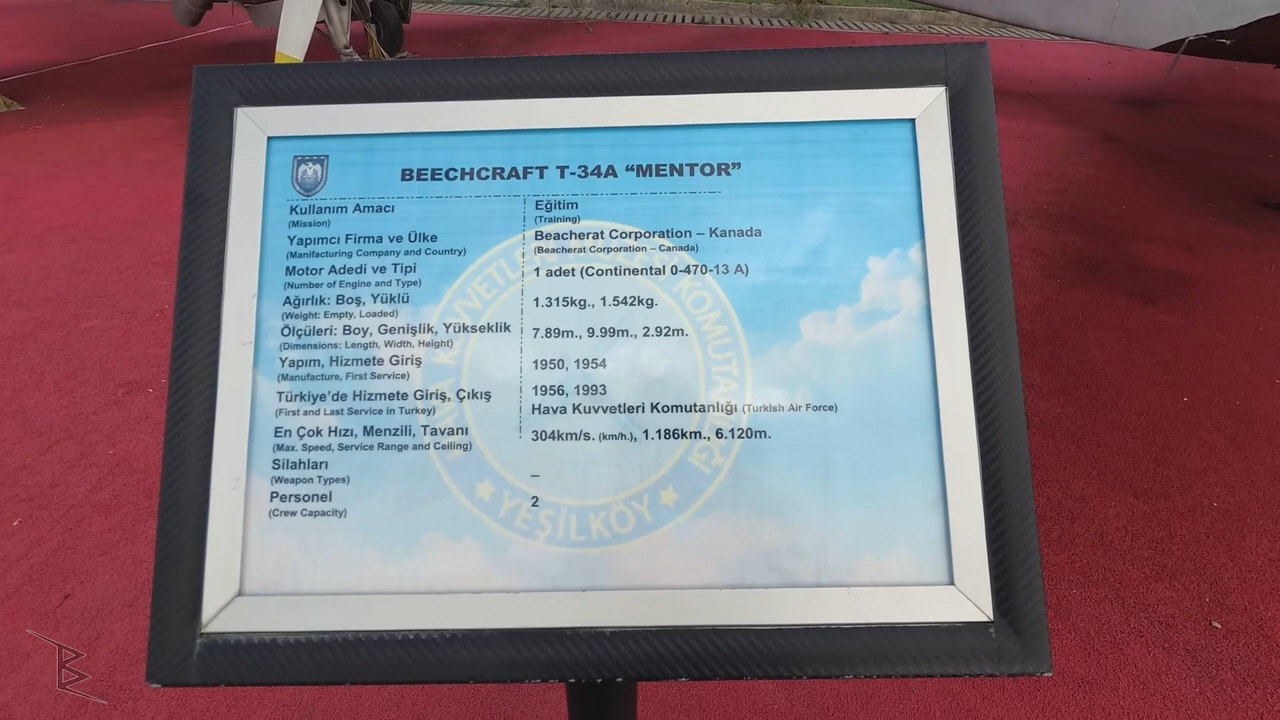 BEECHCRAFT T-34A “MENTOR”
Kullanım Amacı
(Mission)
Eğitim
(Training)
Yapımcı Firma ve Ülke
(Manifacturing Company and Country)
Beacherat Corporation – Kanada
(Beacherat Corporation – Canada)
Motor Adedi ve Tipi
(Number of Engine and Type)
1 adet (Continental 0-470-13 A)
Ağırlık: Boş, Yüklü
(Weight: Empty, Loaded)
1.315kg., 1.542kg.
Ölçüleri: Boy, Genişlik, Yükseklik
(Dimensions: Length, Width, Height)
7.89m., 9.99m., 2.92m.
Yapım, Hizmete Giriş
(Manufacture, First Service)
1950, 1954
Türkiye’de Hizmete Giriş, Çıkış
(First and Last Service in Turkey)
1956, 1993
Hava Kuvvetleri Komutanlığı (Turkish Air Force)
En Çok Hızı, Menzili, Tavanı
(Max. Speed, Service Range and Ceiling)
304km/s. (km/h.), 1.186km., 6.120m.
Silahları
(Weapon Types)
–
Personel
(Crew Capacity)
2
YEŞİLKÖY